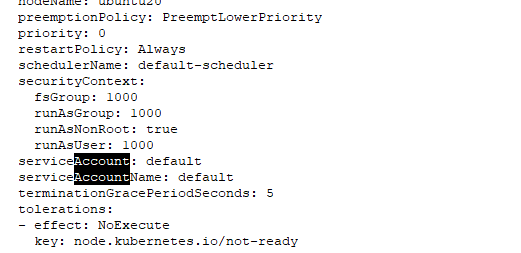 nodeName: ubuntu20
preemptionPolicy: PreemptLowerPriority
priority: 0
restartPolicy: Always
schedulerName: default-scheduler
securityContext:
  fsGroup: 1000
  runAsGroup: 1000
  runAsNonRoot: true
  runAsUser: 1000
serviceAccount: default
serviceAccountName: default
terminationGracePeriodSeconds: 5
tolerations:
- effect: NoExecute
  key: node.kubernetes.io/not-ready